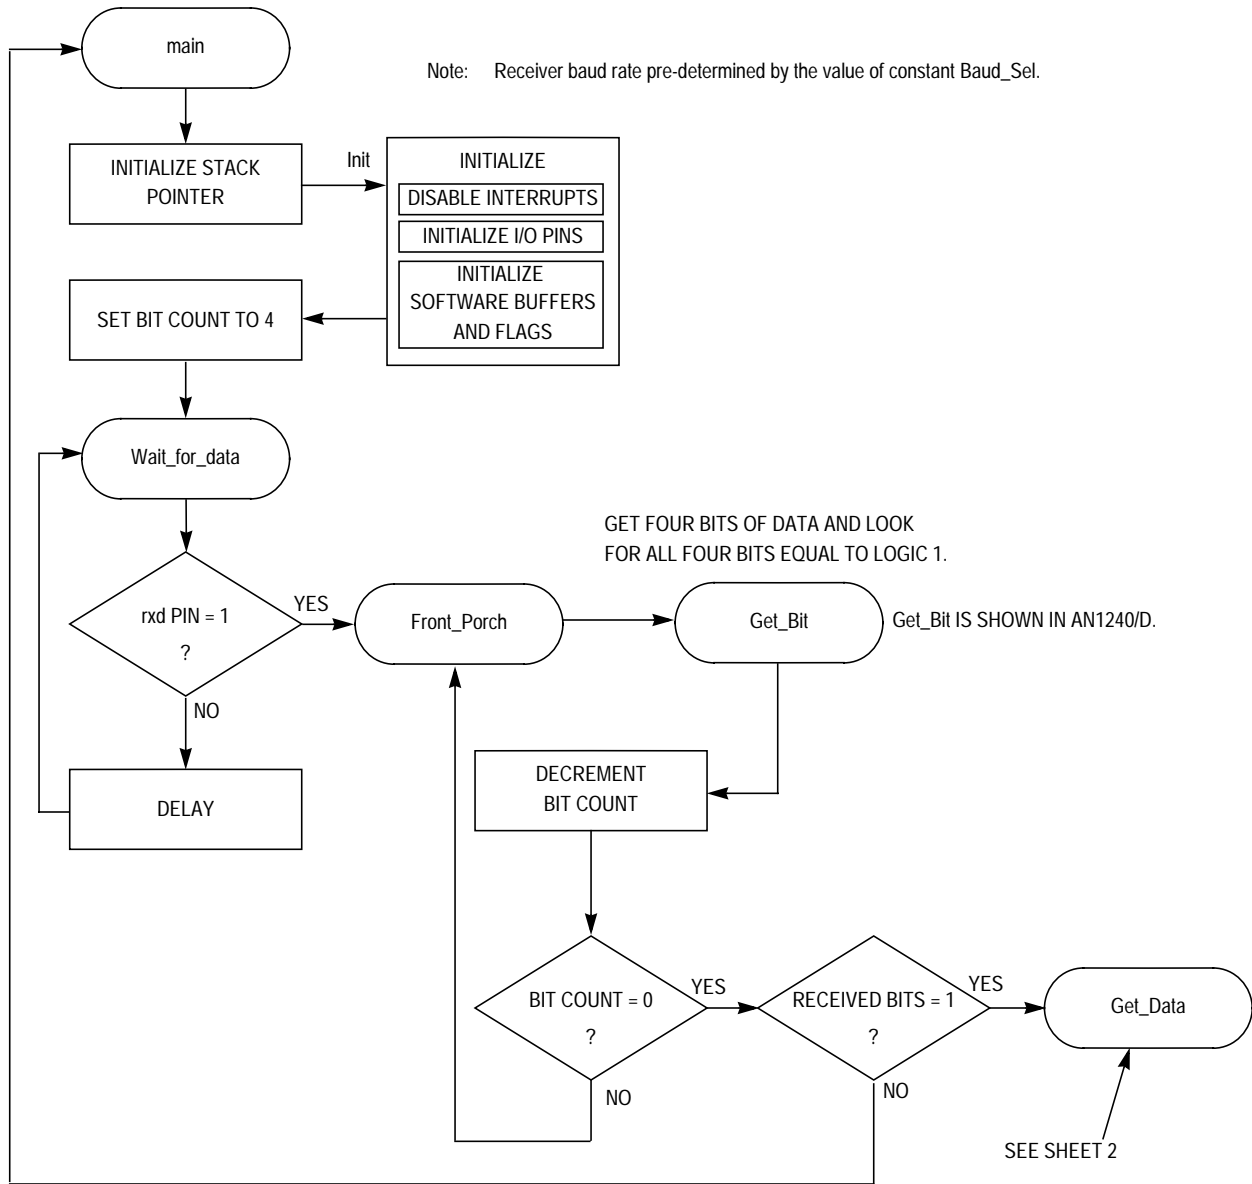 main
Note: Receiver baud rate pre-determined by the value of constant Baud_Sel.
INITIALIZE STACK
POINTER
Init
INITIALIZE
DISABLE INTERRUPTS
INITIALIZE I/O PINS
INITIALIZE
SOFTWARE BUFFERS
AND FLAGS
SET BIT COUNT TO 4
Wait_for_data
rxd PIN = 1
?
YES
NO
DELAY
Front_Porch
GET FOUR BITS OF DATA AND LOOK
FOR ALL FOUR BITS EQUAL TO LOGIC 1.
Get_Bit
Get_Bit IS SHOWN IN AN1240/D.
DECREMENT
BIT COUNT
BIT COUNT = 0
?
YES
NO
RECEIVED BITS = 1
?
YES
NO
Get_Data
SEE SHEET 2